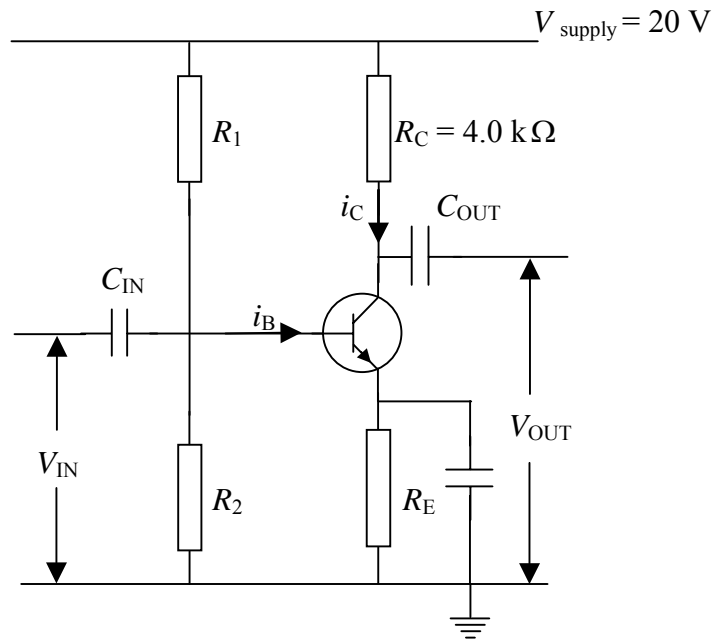 V supply = 20 V
R1
RC = 4.0 kΩ
iC
COUT
CIN
iB
VOUT
VIN
R2
RE